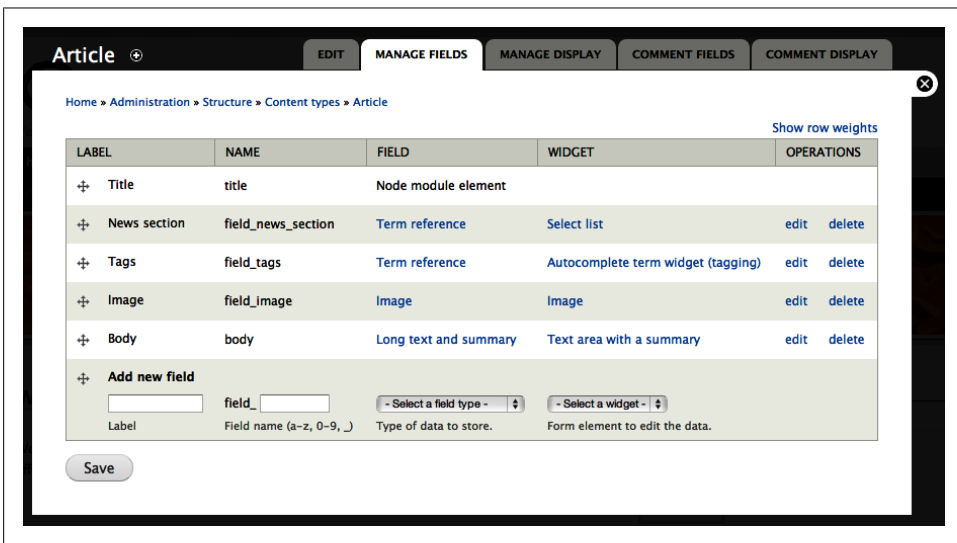 Article
EDIT MANAGE FIELDS MANAGE DISPLAY COMMENT FIELDS COMMENT DISPLAY
Home » Administration » Structure » Content types » Article
Show row weights
LABEL NAME FIELD WIDGET OPERATIONS
Title title Node module element
News section field_news_section Term reference Select list edit delete
Tags field_tags Term reference Autocomplete term widget (tagging) edit delete
Image field_image Image Image edit delete
Body body Long text and summary Text area with a summary edit delete
Add new field
field_ - Select a field type - - Select a widget -
Label Field name (a-z, 0-9, _) Type of data to store. Form element to edit the data.
Save